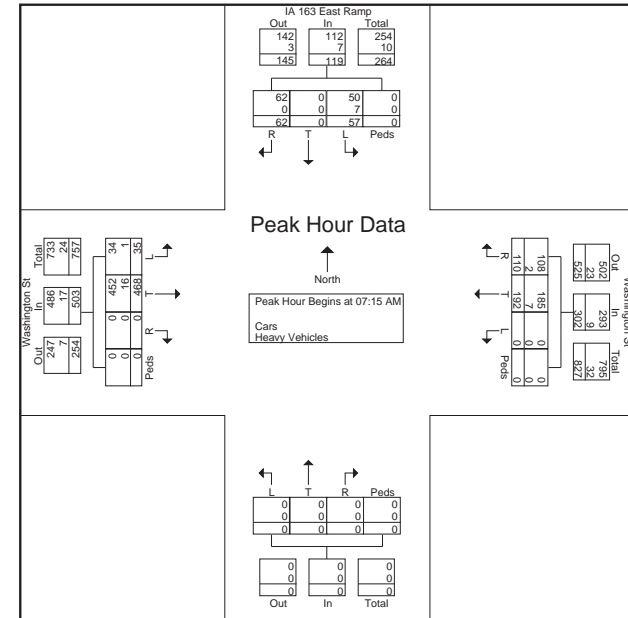 IA 163 East Ramp
Out In Total
142 112 254
3 7 10
145 119 264
62 0 50 0
0 0 7 0
62 0 57 0
R T L Peds
Peak Hour Data
North
Peak Hour Begins at 07:15 AM
Cars
Heavy Vehicles
Washington St
Total In Out
733 486 247
24 17 7
757 503 254
L T R Peds
34 452 0 0
1 16 0 0
35 468 0 0
Washington St
Out In Total
502 293 795
23 9 32
525 302 827
R T L Peds
108 185 0 0
2 7 0 0
110 192 0 0
L T R Peds
0 0 0 0
0 0 0 0
0 0 0 0
0 0 0
0 0 0
0 0 0
Out In Total